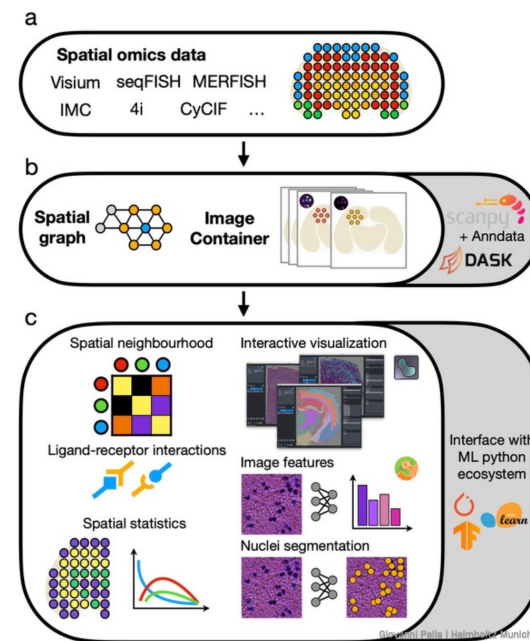 a
Spatial omics data
Visium seqFISH MERFISH
IMC 4i CyCIF ...
b
Spatial
graph
Image
Container
scanpy
+ Anndata
DASK
c
Spatial neighbourhood
Ligand-receptor interactions
Spatial statistics
Interactive visualization
Image features
Nuclei segmentation
Interface with
ML python
ecosystem
learn
Giovanni Palla | Helmholtz Munich